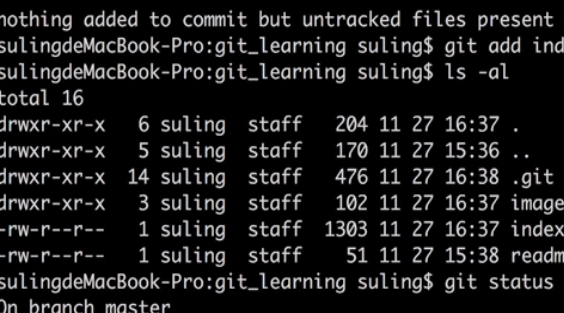 nothing added to commit but untracked files present
sulingdeMacBook-Pro:git_learning suling$ git add ind
sulingdeMacBook-Pro:git_learning suling$ ls -al
total 16
drwxr-xr-x 6 suling staff 204 11 27 16:37 .
drwxr-xr-x 5 suling staff 170 11 27 15:36 ..
drwxr-xr-x 14 suling staff 476 11 27 16:38 .git
drwxr-xr-x 3 suling staff 102 11 27 16:37 image
-rw-r--r-- 1 suling staff 1303 11 27 16:37 index
-rw-r--r-- 1 suling staff 51 11 27 15:38 readm
sulingdeMacBook-Pro:git_learning suling$ git status
On branch master